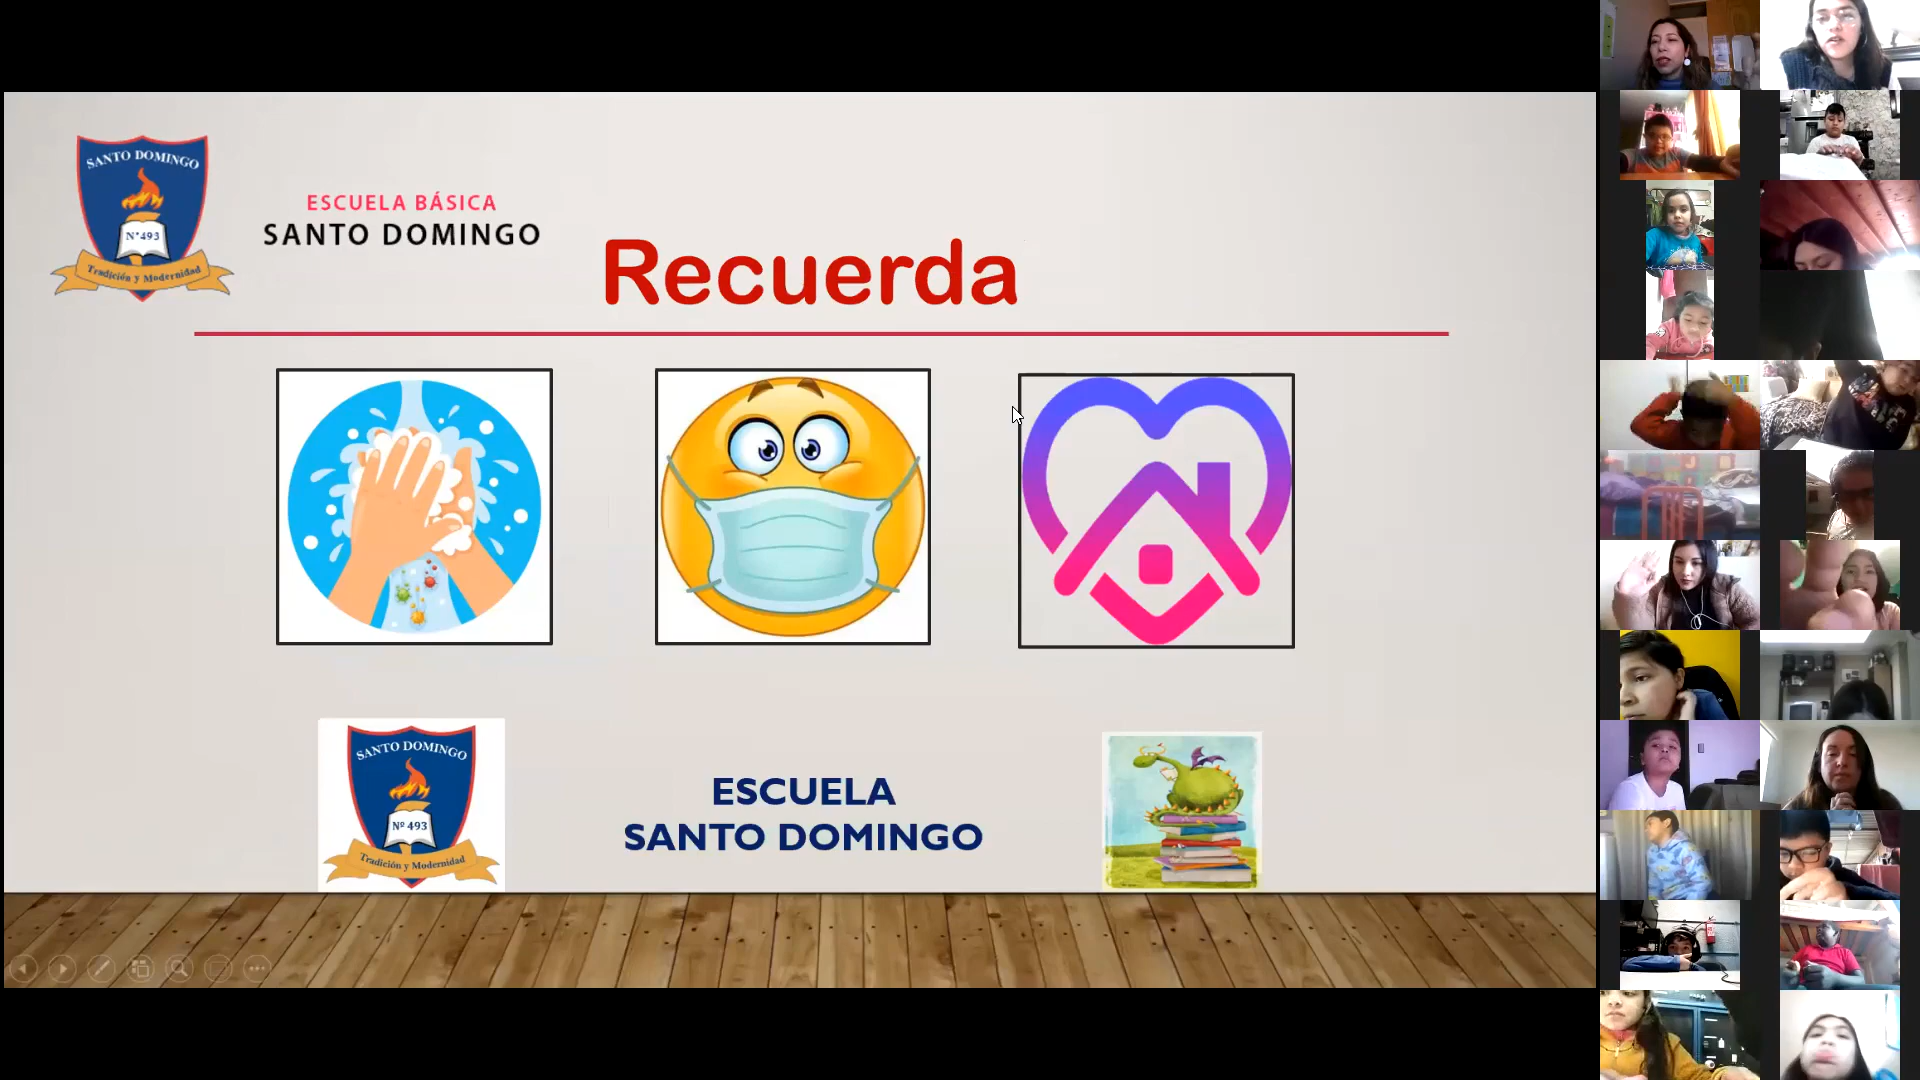 SANTO DOMINGO
N°493
Tradición y Modernidad
ESCUELA BÁSICA
SANTO DOMINGO
Recuerda
SANTO DOMINGO
Nº 493
Tradición y Modernidad
ESCUELA
SANTO DOMINGO